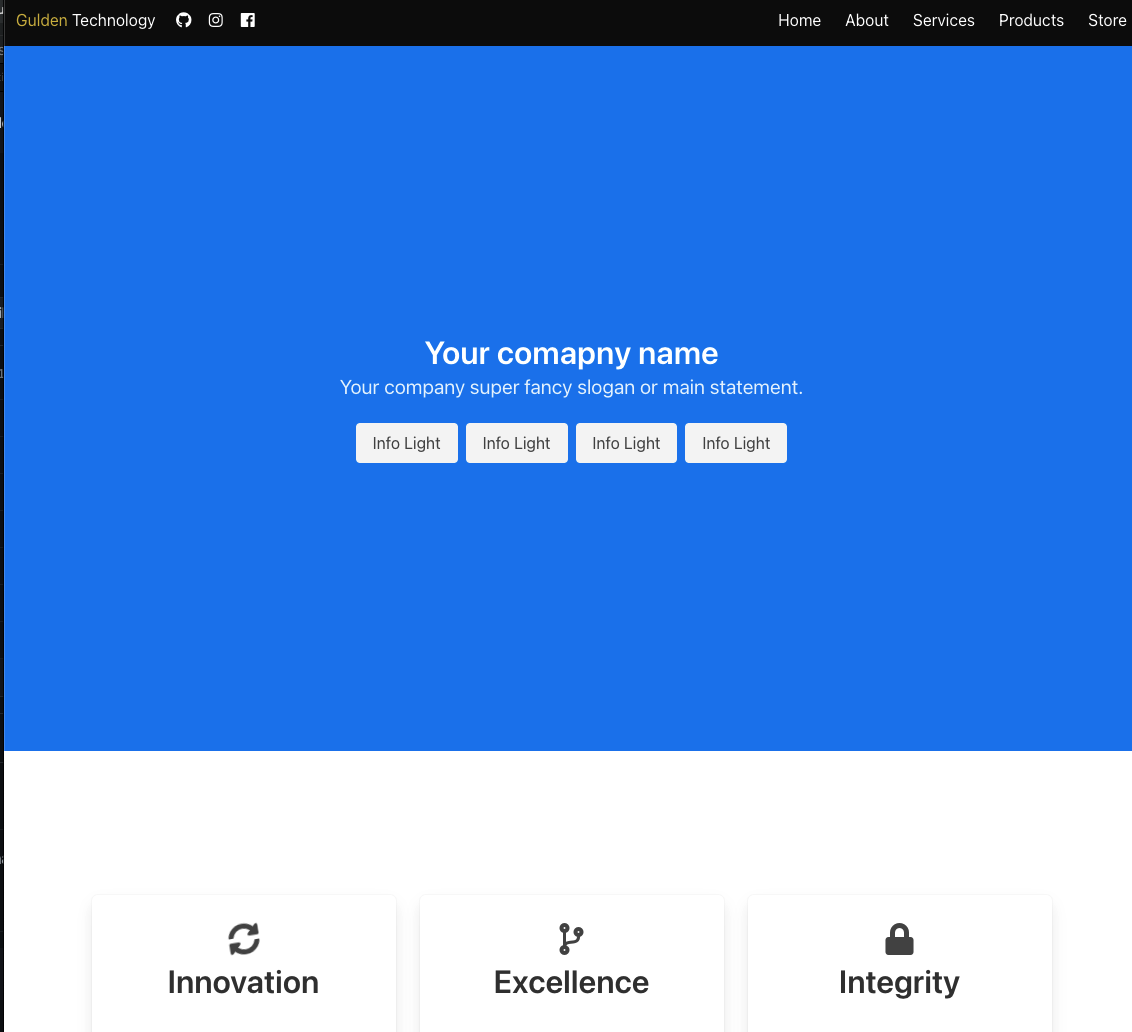 Gulden Technology Home About Services Products Store
Your comapny name
Your company super fancy slogan or main statement.
Info Light Info Light Info Light Info Light
Innovation Excellence Integrity